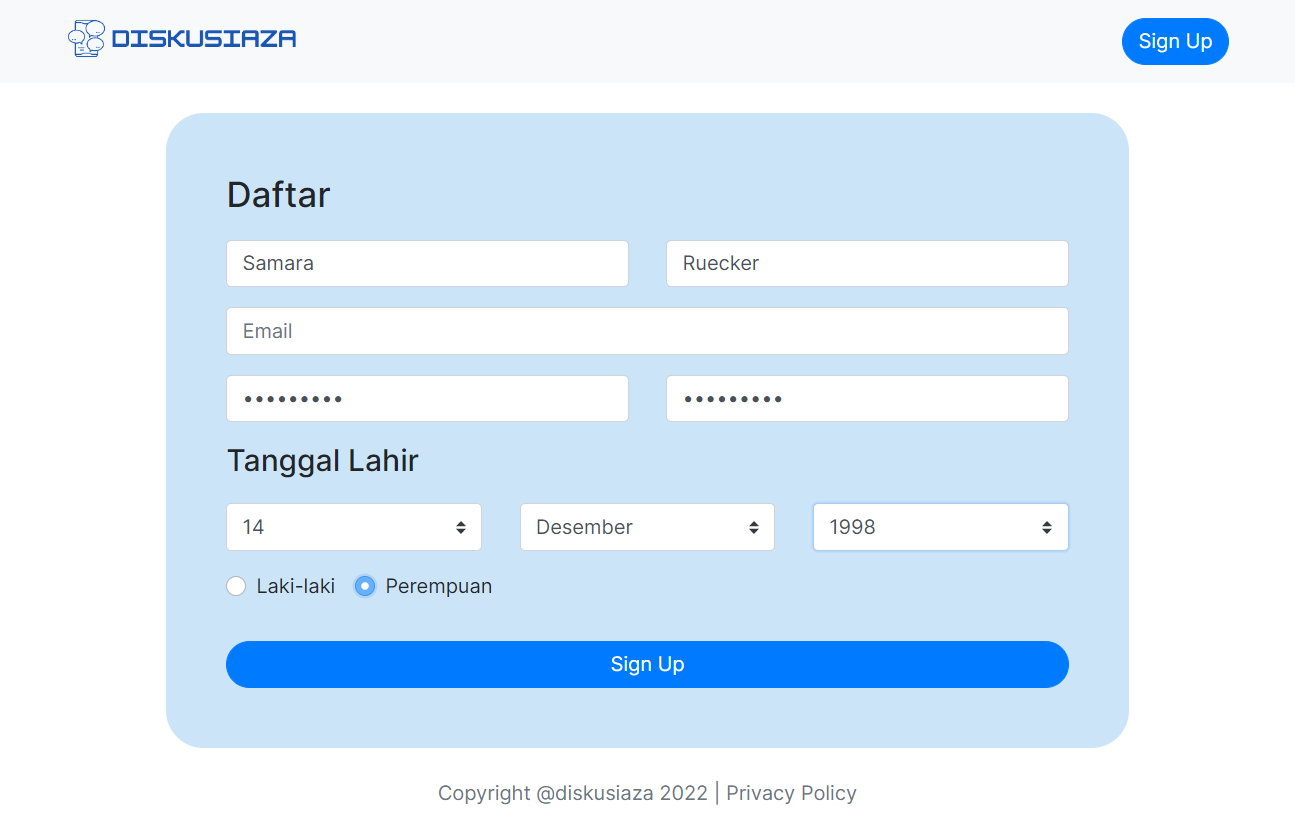 DISKUSIAZA Sign Up
Daftar
Samara Ruecker
Email
••••••••• •••••••••
Tanggal Lahir
14 Desember 1998
Laki-laki Perempuan
Sign Up
Copyright @diskusiaza 2022 | Privacy Policy